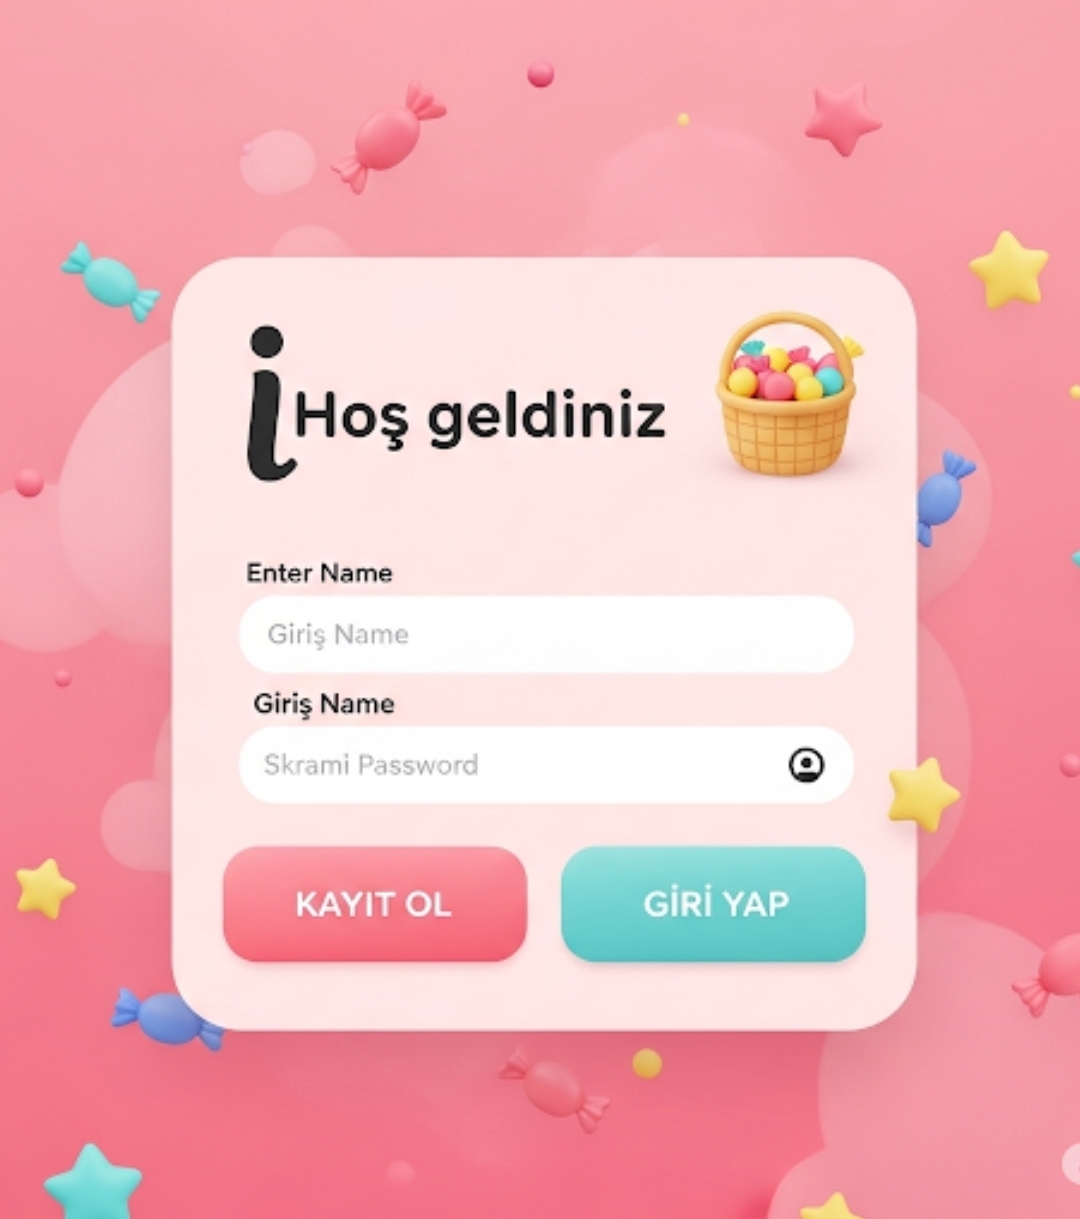 i Hoş geldiniz
Enter Name
Giriş Name
Giriş Name
Skrami Password
KAYIT OL
GİRİ YAP